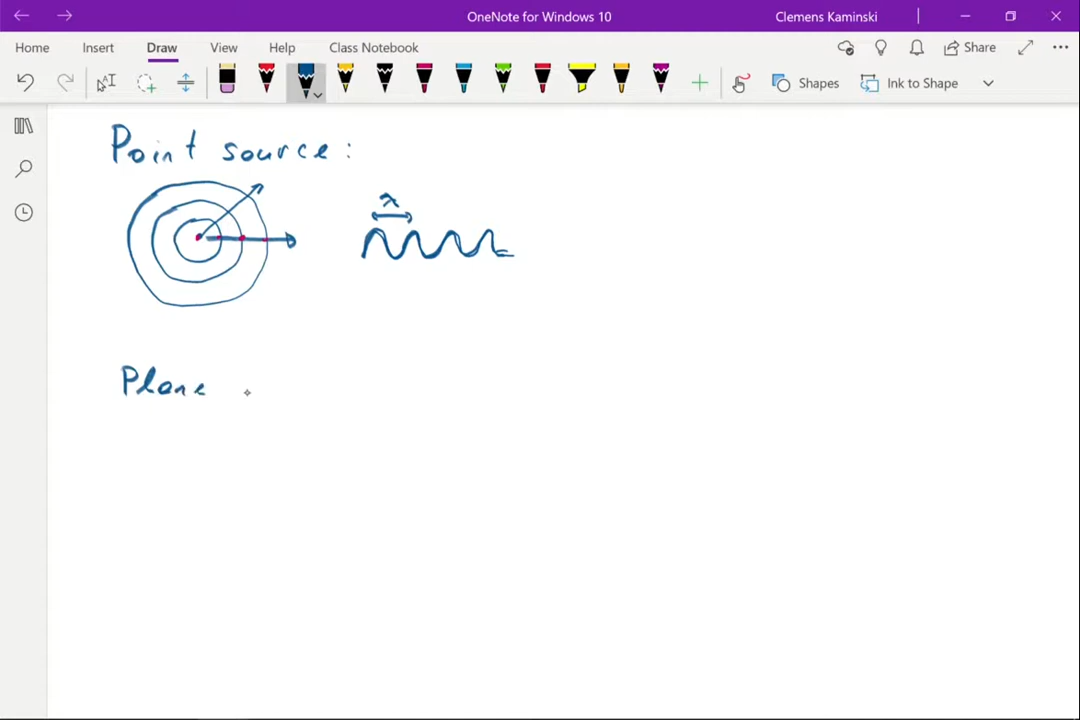 OneNote for Windows 10
Clemens Kaminski
Home Insert Draw View Help Class Notebook
Share
Shapes
Ink to Shape
Point source:
λ
Plane